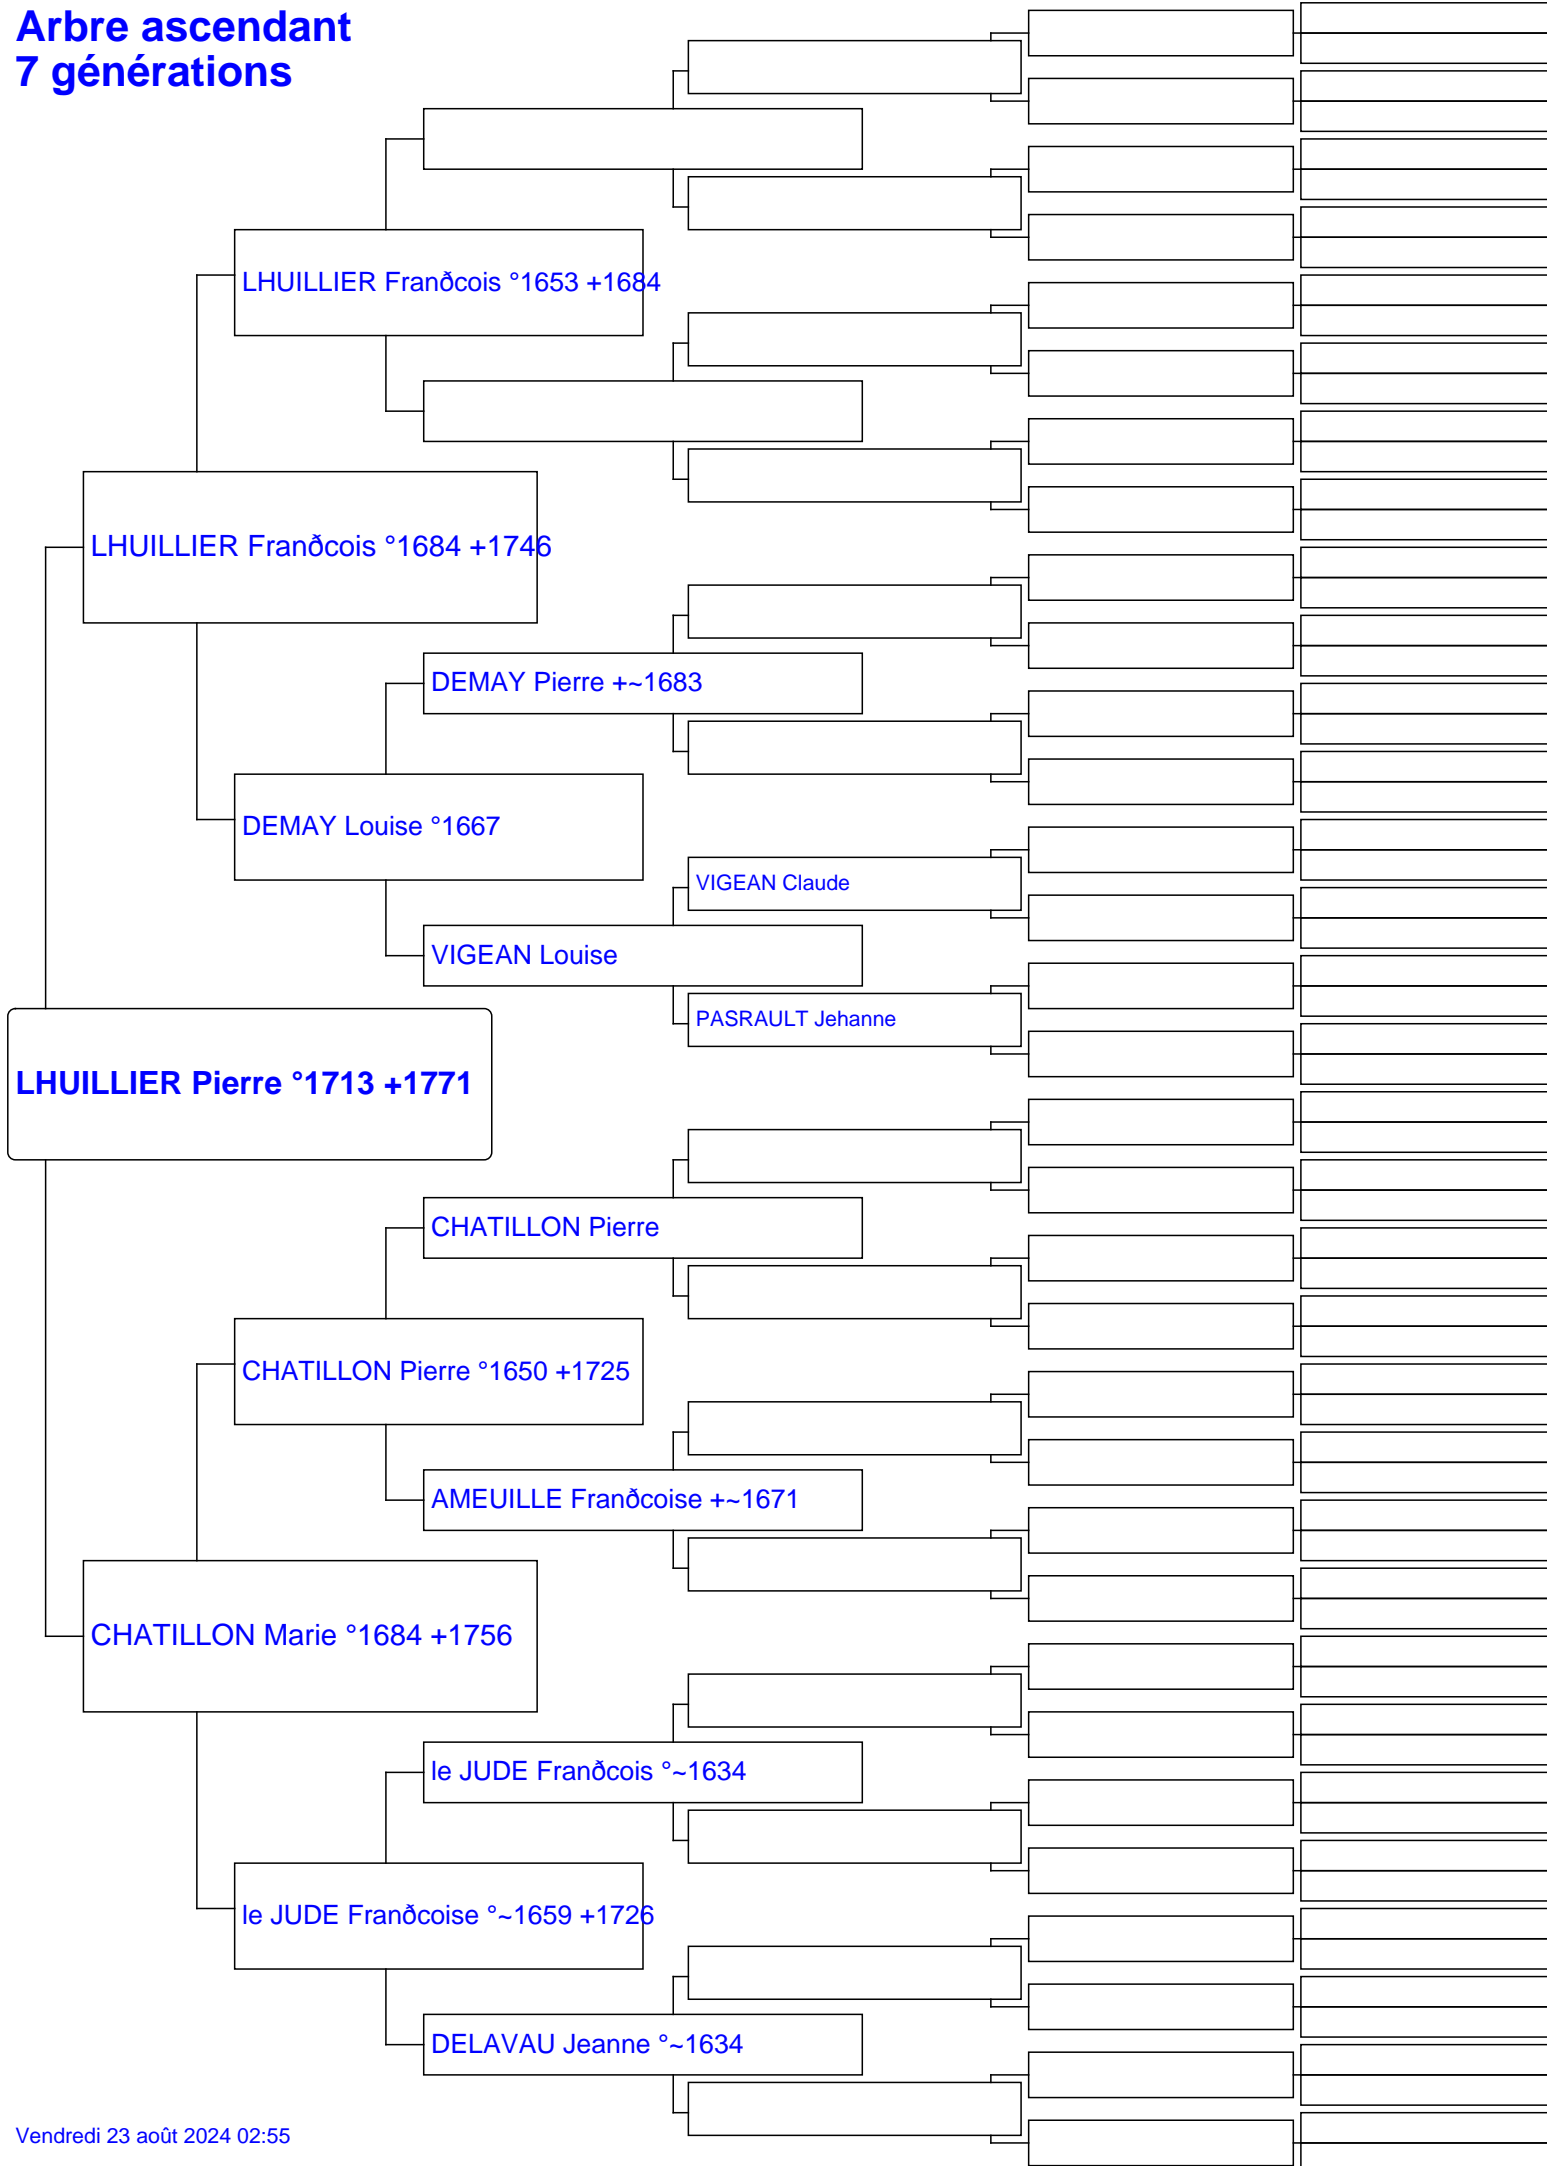 Arbre ascendant
7 générations
LHUILLIER Franðcois °1653 +1684
LHUILLIER Franðcois °1684 +1746
DEMAY Pierre +~1683
DEMAY Louise °1667
VIGEAN Claude
VIGEAN Louise
PASRAULT Jehanne
LHUILLIER Pierre °1713 +1771
CHATILLON Pierre
CHATILLON Pierre °1650 +1725
AMEUILLE Franðcoise +~1671
CHATILLON Marie °1684 +1756
le JUDE Franðcois °~1634
le JUDE Franðcoise °~1659 +1726
DELAVAU Jeanne °~1634
Vendredi 23 août 2024 02:55